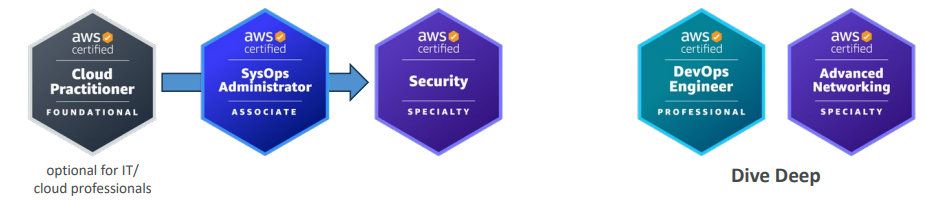 aws
certified
Cloud
Practitioner
FOUNDATIONAL
optional for IT/
cloud professionals
aws
certified
SysOps
Administrator
ASSOCIATE
aws
certified
Security
SPECIALTY
aws
certified
DevOps
Engineer
PROFESSIONAL
aws
certified
Advanced
Networking
SPECIALTY
Dive Deep